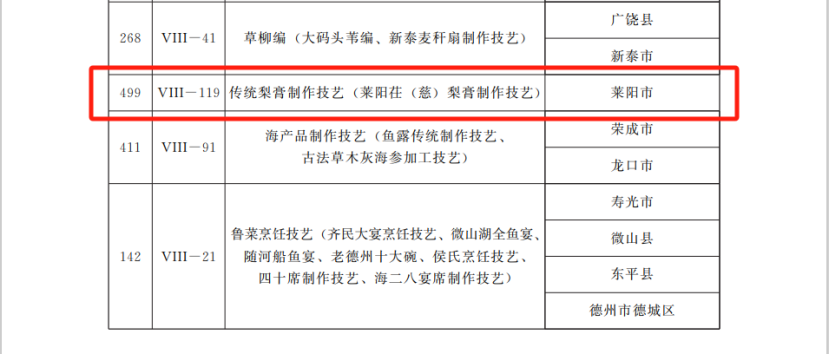 268 VIII－41 草柳编（大码头苇编、新泰麦秆扇制作技艺） 广饶县
新泰市
499 VIII－119 传统梨膏制作技艺（莱阳茌（慈）梨膏制作技艺） 莱阳市
411 VIII－91 海产品制作技艺（鱼露传统制作技艺、
古法草木灰海参加工技艺）
荣成市
龙口市
142 VIII－21 鲁菜烹饪技艺（齐民大宴烹饪技艺、微山湖全鱼宴、
随河船鱼宴、老德州十大碗、侯氏烹饪技艺、
四十席制作技艺、海二八宴席制作技艺）
寿光市
微山县
东平县
德州市德城区